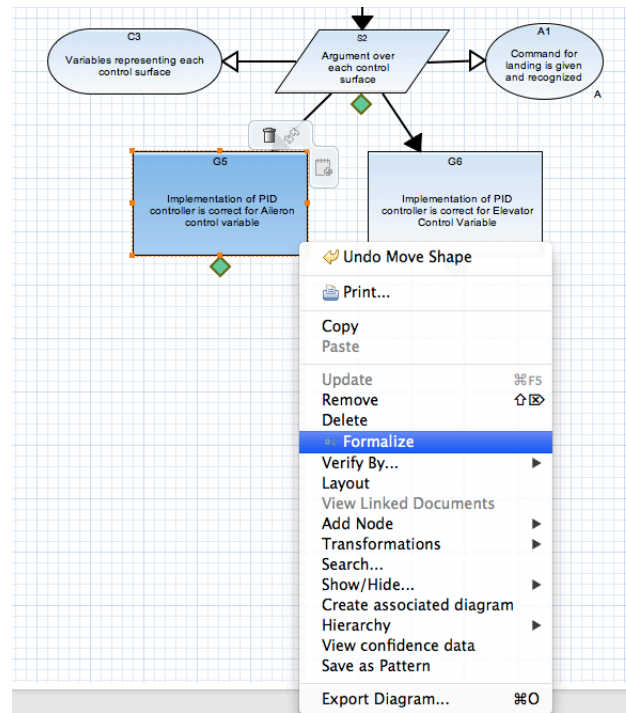 C3
Variables representing each
control surface
S2
Argument over
each control
surface
A1
Command for
landing is given
and recognized
A
G5
Implementation of PID
controller is correct for Aileron
control variable
G6
Implementation of PID
controller is correct for Elevator
Control Variable
Undo Move Shape
Print...
Copy
Paste
Update ⌘F5
Remove ⇧⌦
Delete
Formalize
Verify By...
Layout
View Linked Documents
Add Node
Transformations
Search...
Show/Hide...
Create associated diagram
Hierarchy
View confidence data
Save as Pattern
Export Diagram... ⌘O